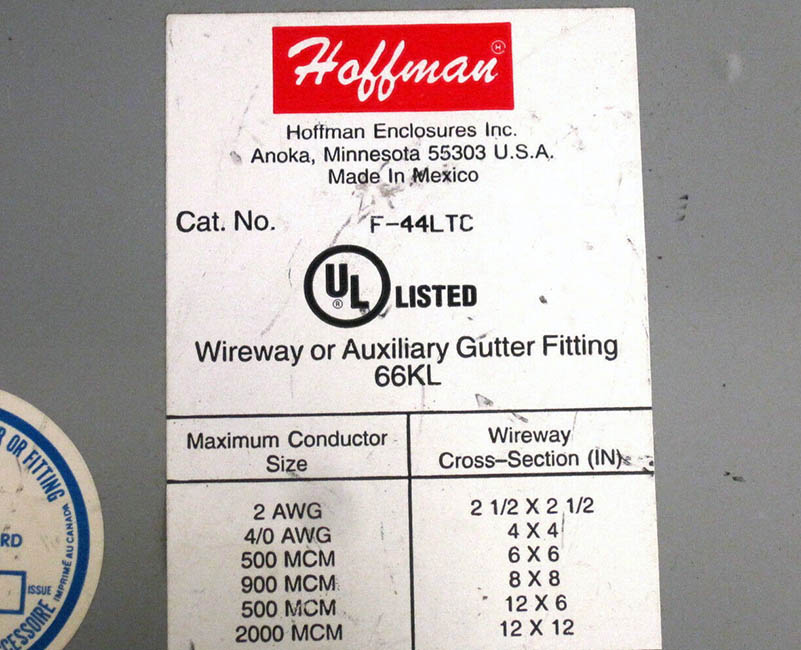 Hoffman ®
Hoffman Enclosures Inc.
Anoka, Minnesota 55303 U.S.A.
Made In Mexico
Cat. No. F-44LTC
UL ® LISTED
Wireway or Auxiliary Gutter Fitting
66KL
Maximum Conductor Size
Wireway Cross-Section (IN)
2 AWG 2 1/2 X 2 1/2
4/0 AWG 4 X 4
500 MCM 6 X 6
900 MCM 8 X 8
500 MCM 12 X 6
2000 MCM 12 X 12
OR FITTING
RD
ISSUE
IMPRIMÉ AU CANADA